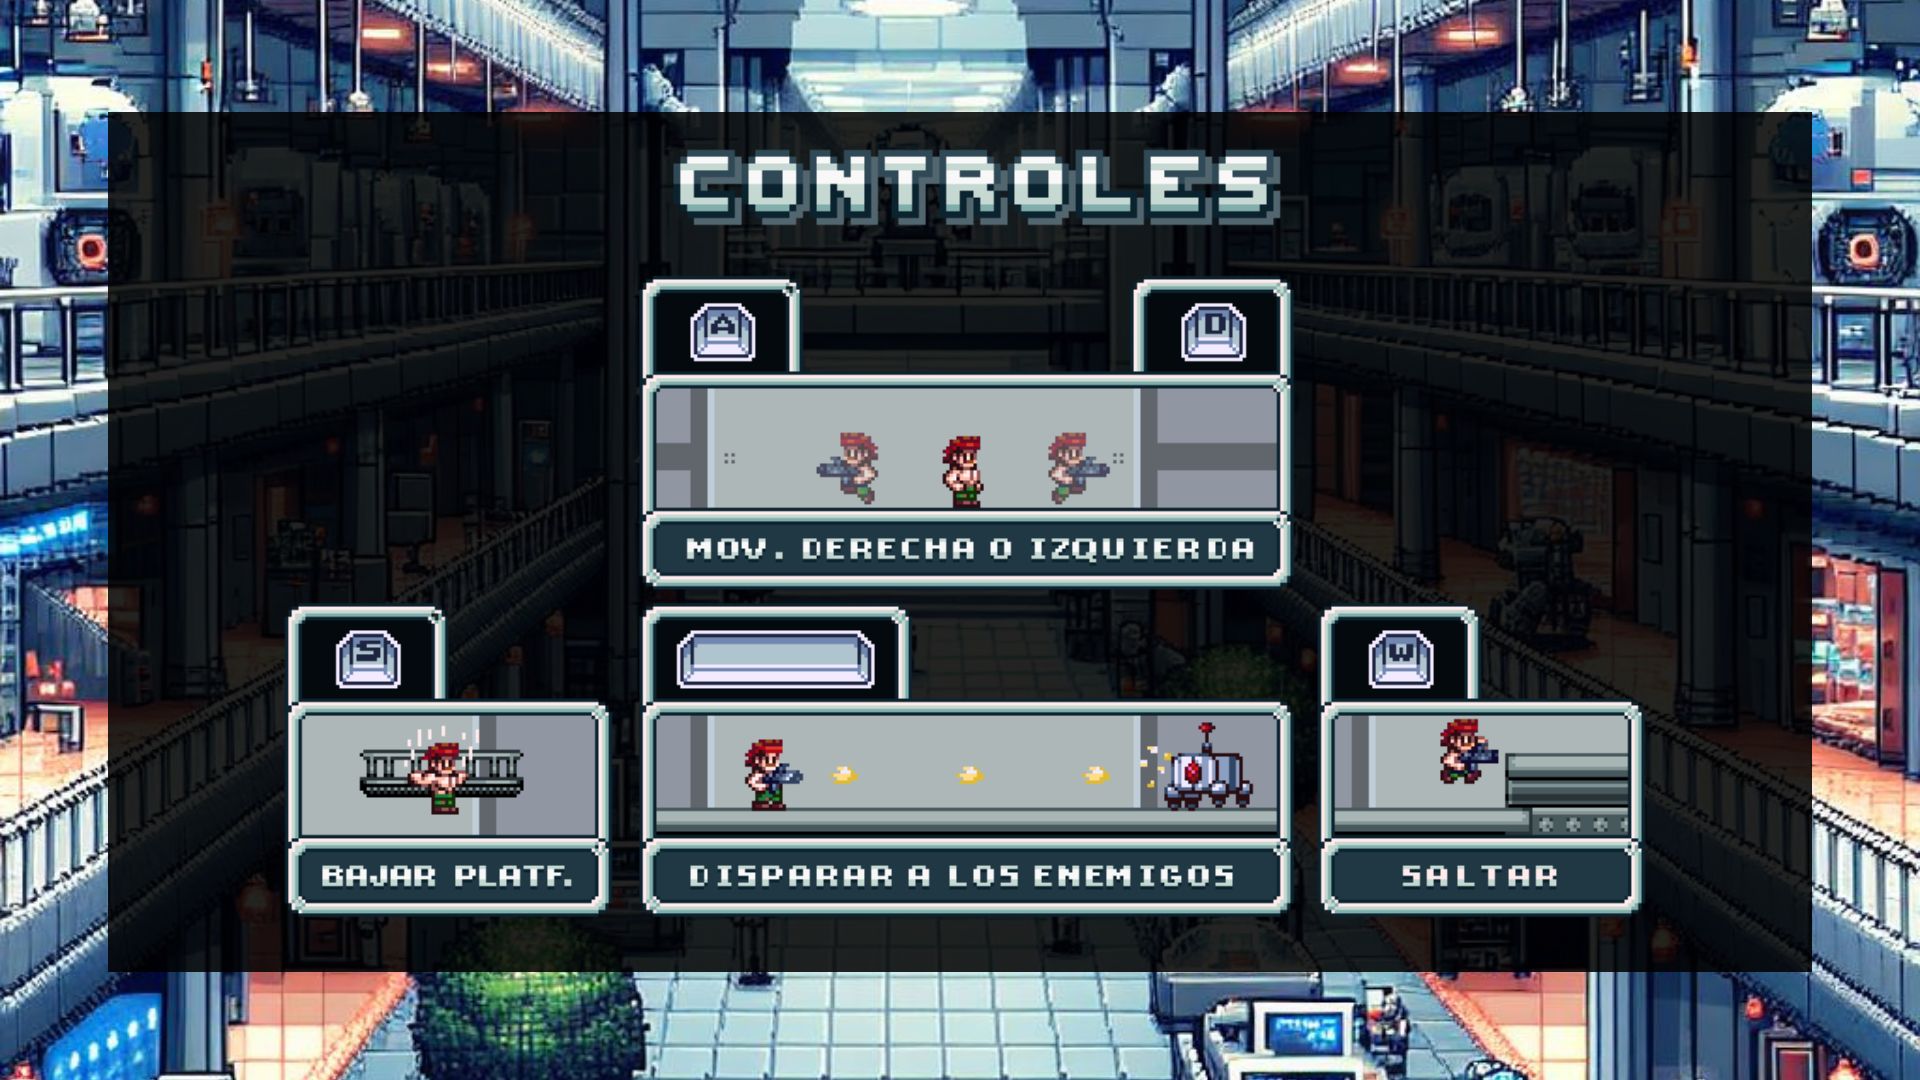 CONTROLES
A
D
MOV. DERECHA O IZQUIERDA
S
W
BAJAR PLATF.
DISPARAR A LOS ENEMIGOS
SALTAR